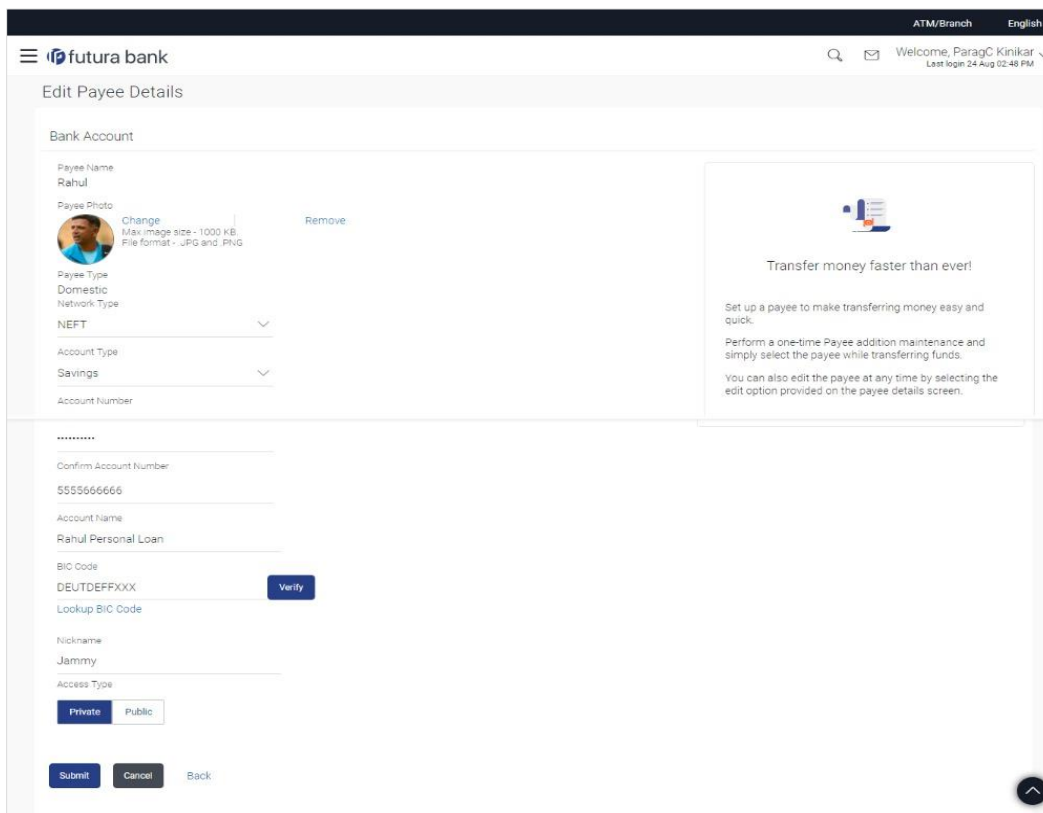 ATM/Branch English
futura bank
Welcome, ParagC Kinikar
Last login 24 Aug 02:48 PM
Edit Payee Details
Bank Account
Payee Name
Rahul
Payee Photo
Change Remove
Max image size - 1000 KB.
File format - .JPG and .PNG
Payee Type
Domestic
Network Type
NEFT
Account Type
Savings
Account Number
Transfer money faster than ever!
Set up a payee to make transferring money easy and
quick.
Perform a one-time Payee addition maintenance and
simply select the payee while transferring funds.
You can also edit the payee at any time by selecting the
edit option provided on the payee details screen.
••••••••••
Confirm Account Number
5555666666
Account Name
Rahul Personal Loan
BIC Code
DEUTDEFFXXX Verify
Lookup BIC Code
Nickname
Jammy
Access Type
Private Public
Submit Cancel Back